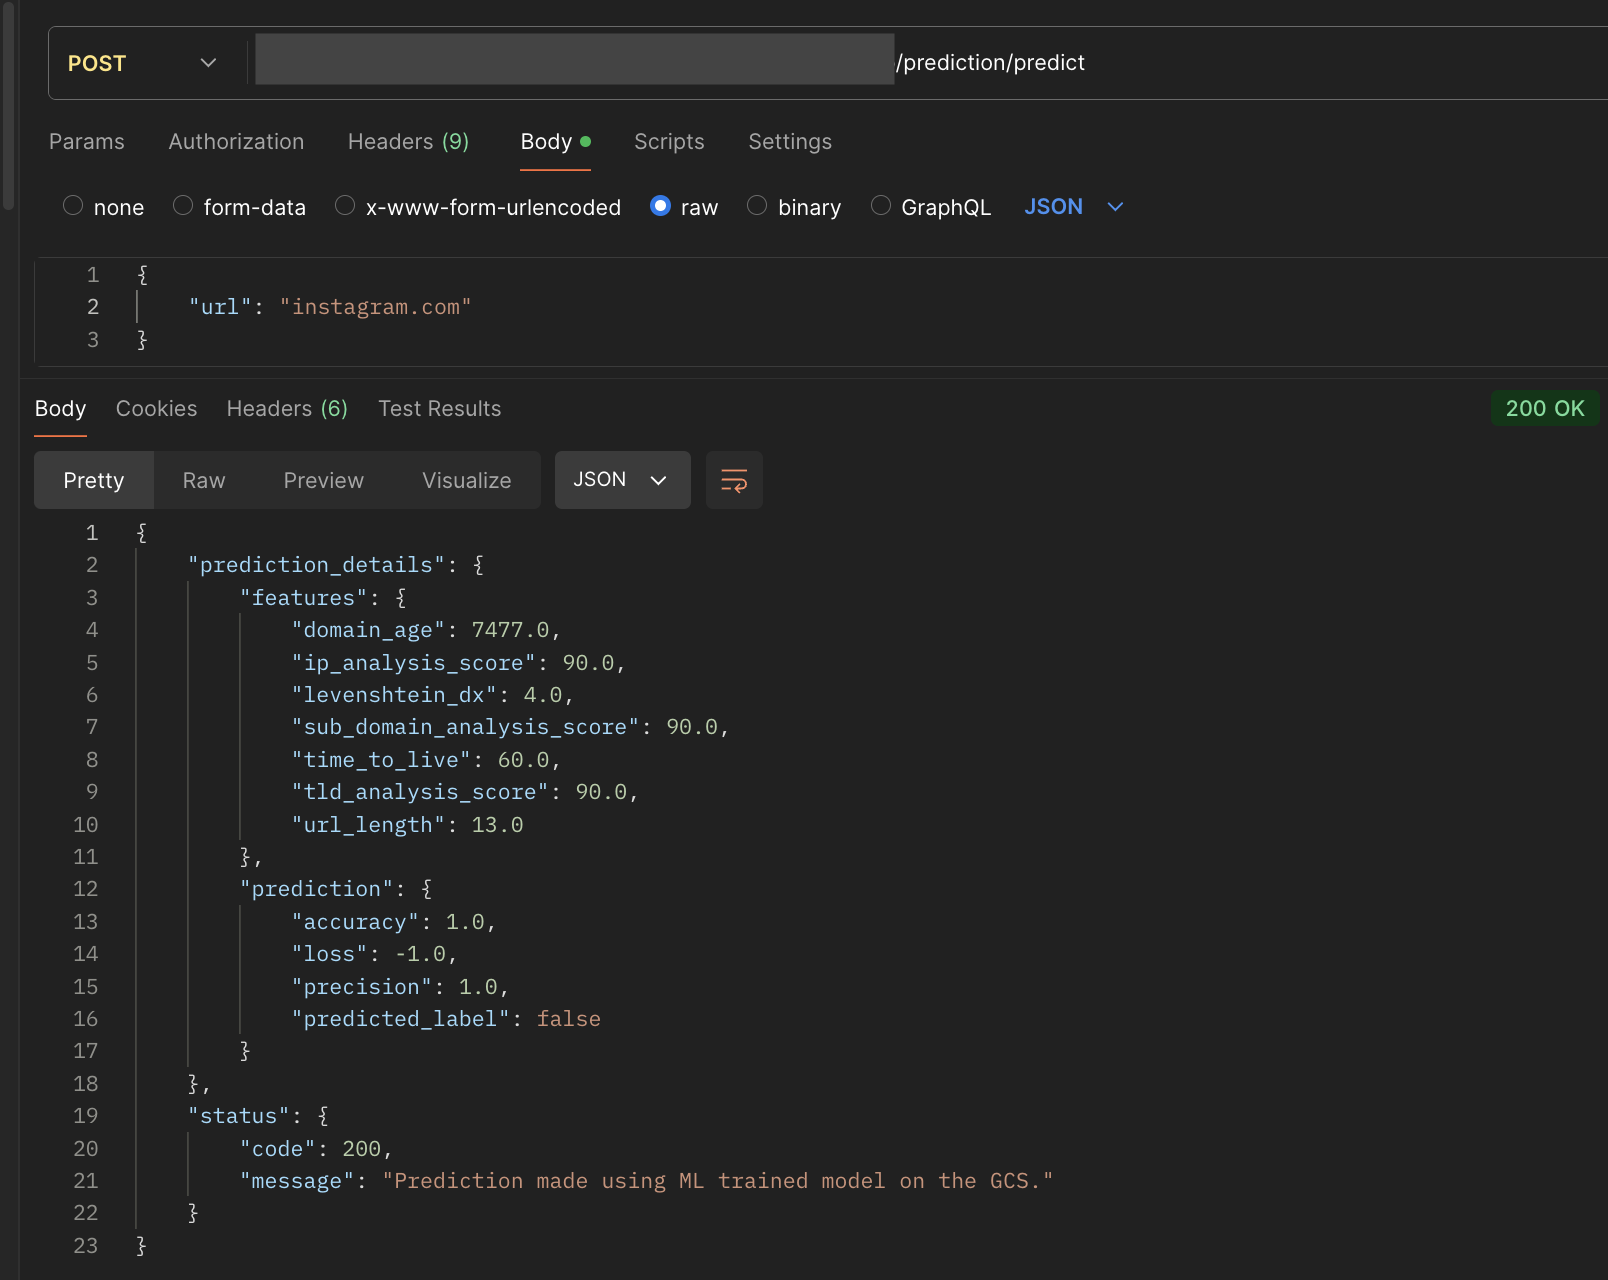 POST /prediction/predict
Params Authorization Headers (9) Body Scripts Settings
none form-data x-www-form-urlencoded raw binary GraphQL JSON
1 {
2 "url": "instagram.com"
3 }
Body Cookies Headers (6) Test Results 200 OK
Pretty Raw Preview Visualize JSON
1 {
2 "prediction_details": {
3 "features": {
4 "domain_age": 7477.0,
5 "ip_analysis_score": 90.0,
6 "levenshtein_dx": 4.0,
7 "sub_domain_analysis_score": 90.0,
8 "time_to_live": 60.0,
9 "tld_analysis_score": 90.0,
10 "url_length": 13.0
11 },
12 "prediction": {
13 "accuracy": 1.0,
14 "loss": -1.0,
15 "precision": 1.0,
16 "predicted_label": false
17 }
18 },
19 "status": {
20 "code": 200,
21 "message": "Prediction made using ML trained model on the GCS."
22 }
23 }